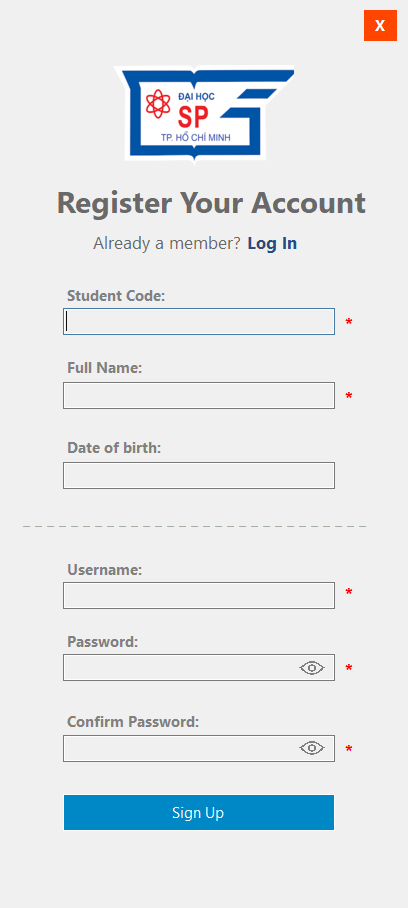 X
ĐẠI HỌC
SP
TP. HỒ CHÍ MINH
Register Your Account
Already a member? Log In
Student Code:
*
Full Name:
*
Date of birth:
Username:
*
Password:
*
Confirm Password:
*
Sign Up